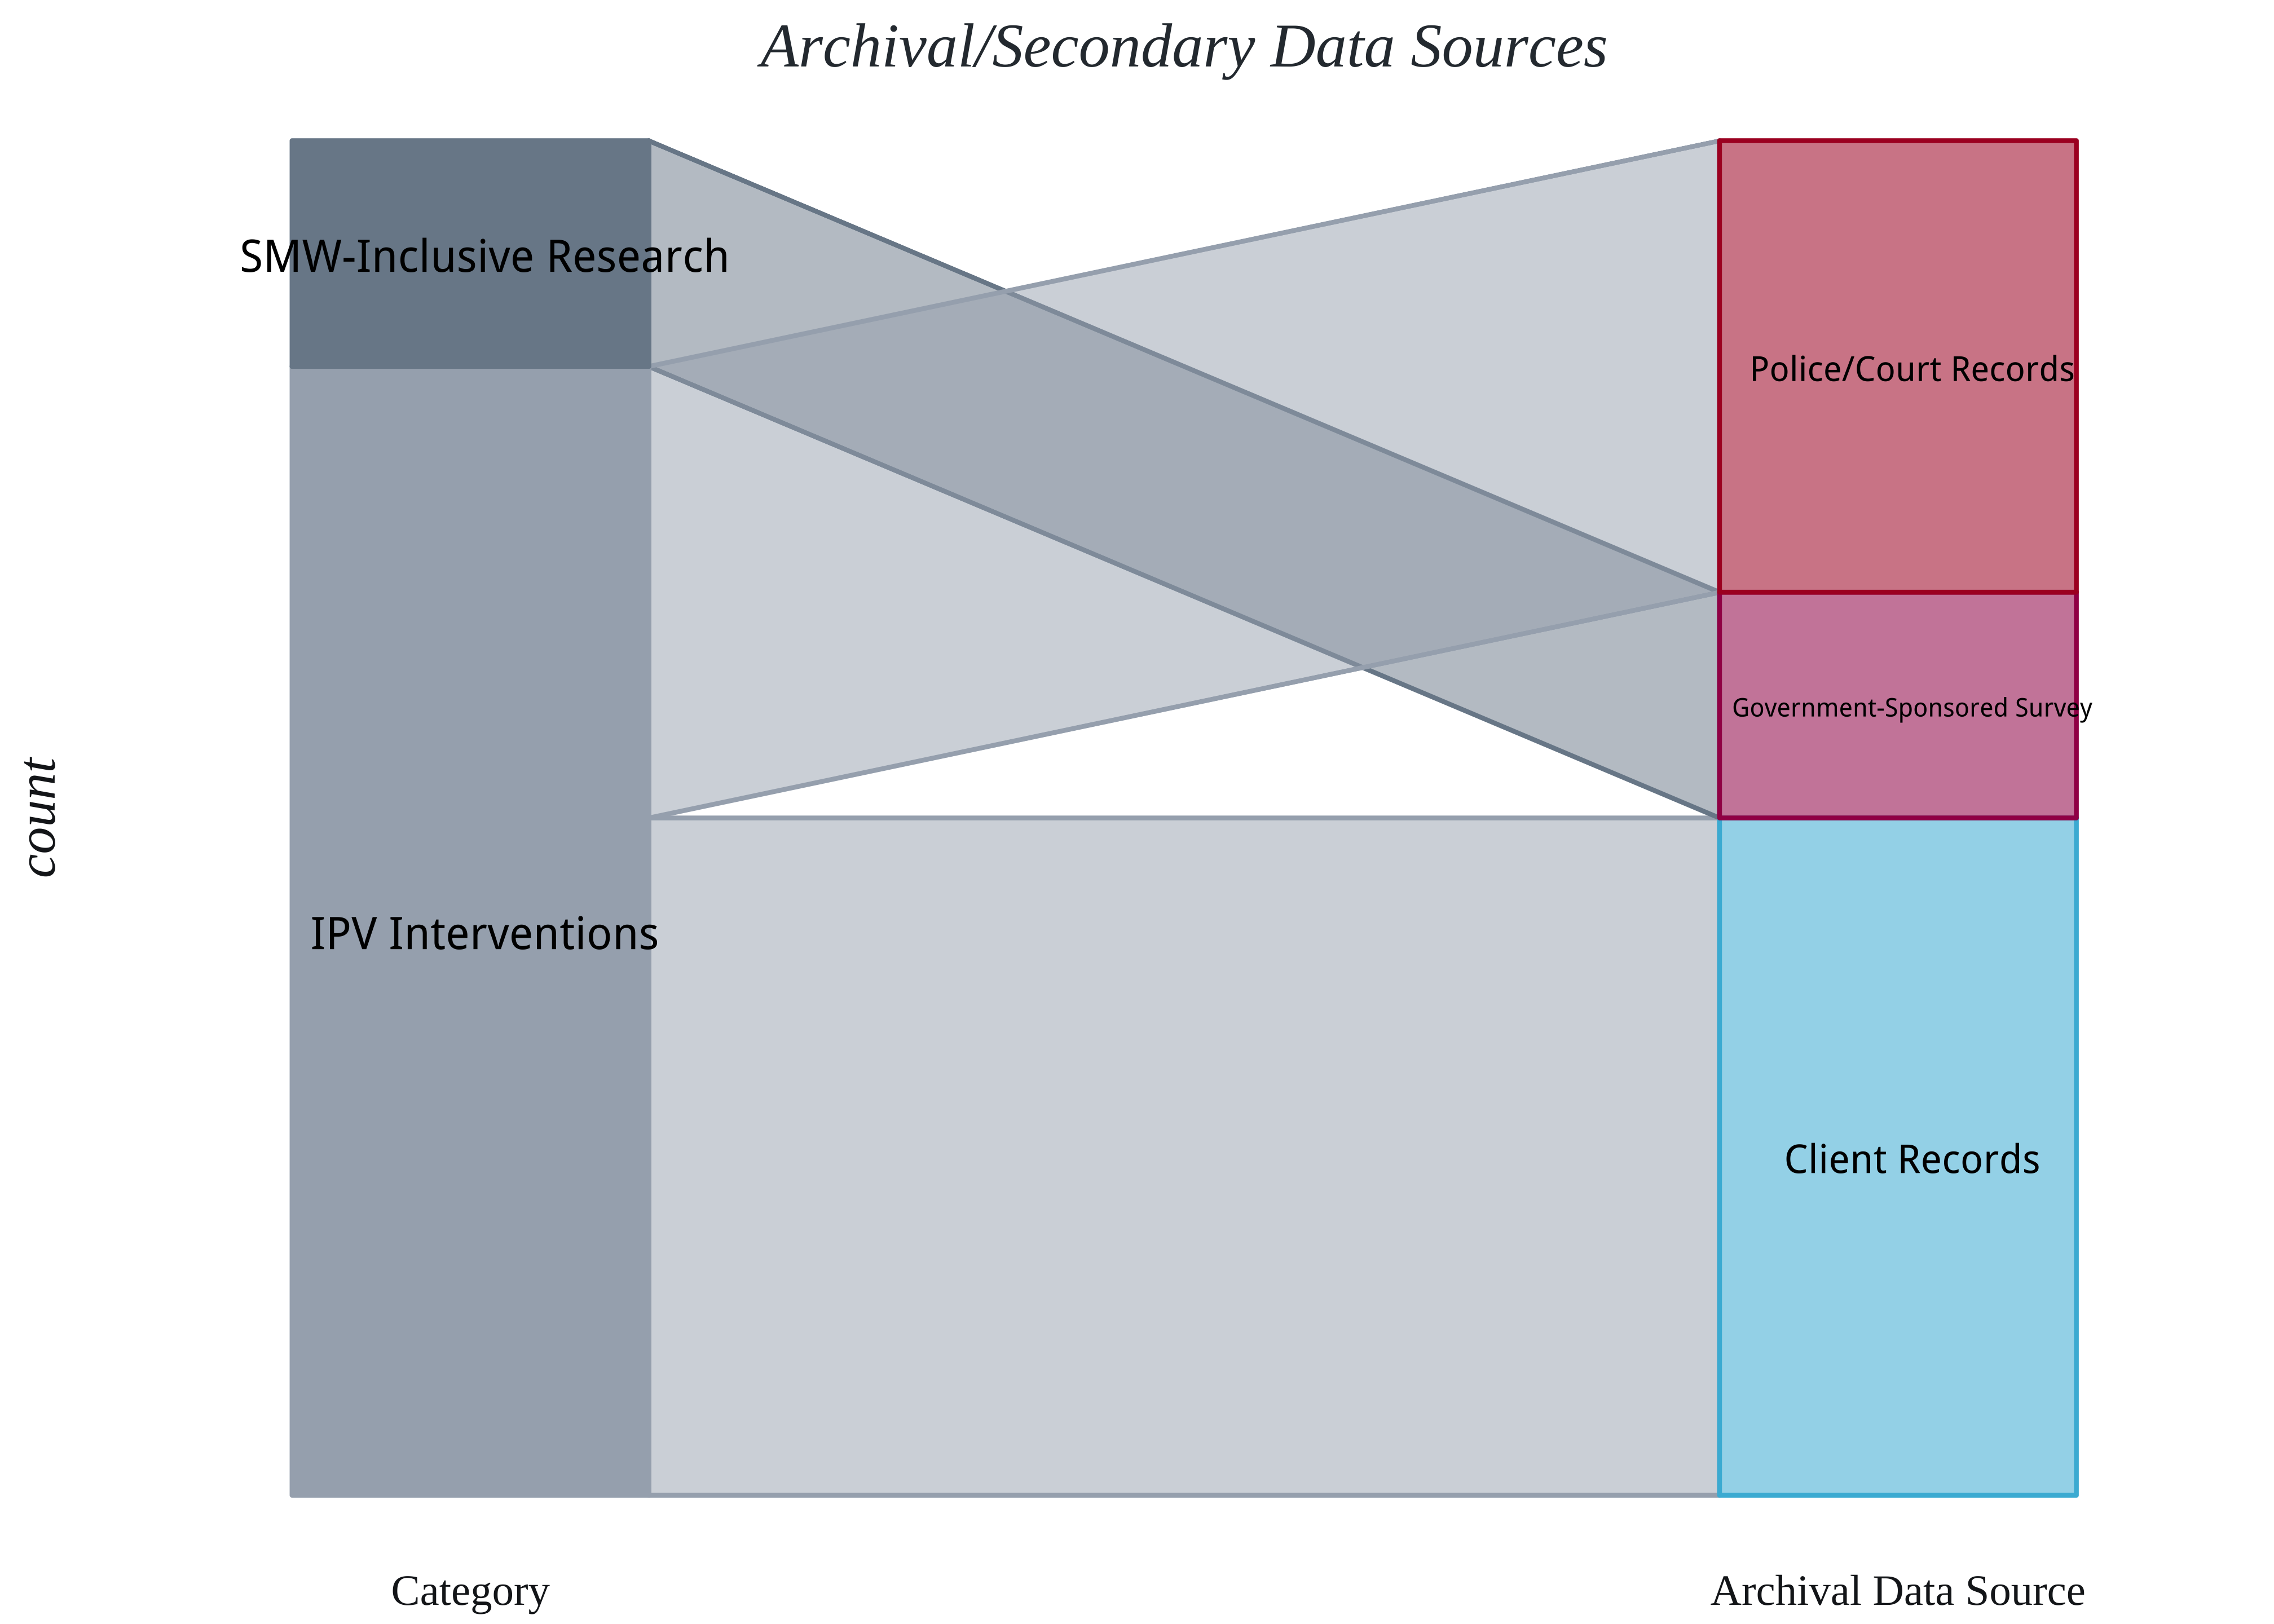 Archival/Secondary Data Sources
SMW-Inclusive Research
Police/Court Records
Government-Sponsored Survey
count
IPV Interventions
Client Records
Category
Archival Data Source